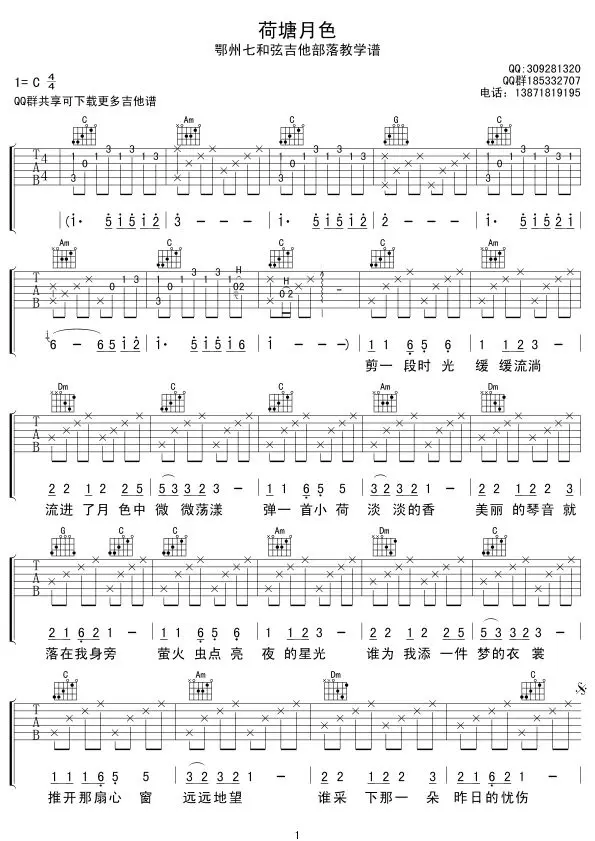 荷塘月色
鄂州七和弦吉他部落教学谱
QQ:309281320
1= C 4/4
QQ群185332707
QQ群共享可下载更多吉他谱
电话: 13871819195
C Am C G C
T 4
A
B 4
(i· 5 i 5 i 2 3 - - - i· 5 i 5 i 2 2 - - - i· 5 i 5 2 i
Am C C C Am
T
A
B
6 - 6 5 i 2 i· 5 i 5 i 6 i - - -) 1 1 6 5 6 1 1 2 3 1
剪一 段时 光 缓 缓流淌
Dm C C Am Dm
T
A
B
2 2 1 2 5 2 5 3 3 2 3 1 1 6 5 5 3 2 3 2 1 - 2 2 2 1 2 5
流进 了月 色中 微 微荡漾 弹一 首小 荷 淡 淡的香 美丽 的琴音 就
G C C Am Dm C
T
A
B
2 1 6 2 1 - 1 1 6 5 6 1 1 2 3 1 2 2 1 2 2 5 5 3 3 2 3
落在我身旁 萤火 虫点 亮 夜 的星光 谁为 我添 一件 梦的衣 裳
C Am Dm C
T
A
B
1 1 1 6 5 5 3 2 3 2 1 - 2 2 2 1 2 2 1 6 2 1 -
推开那扇心 窗 远远地望 谁采 下那一 朵 昨日的忧伤
1